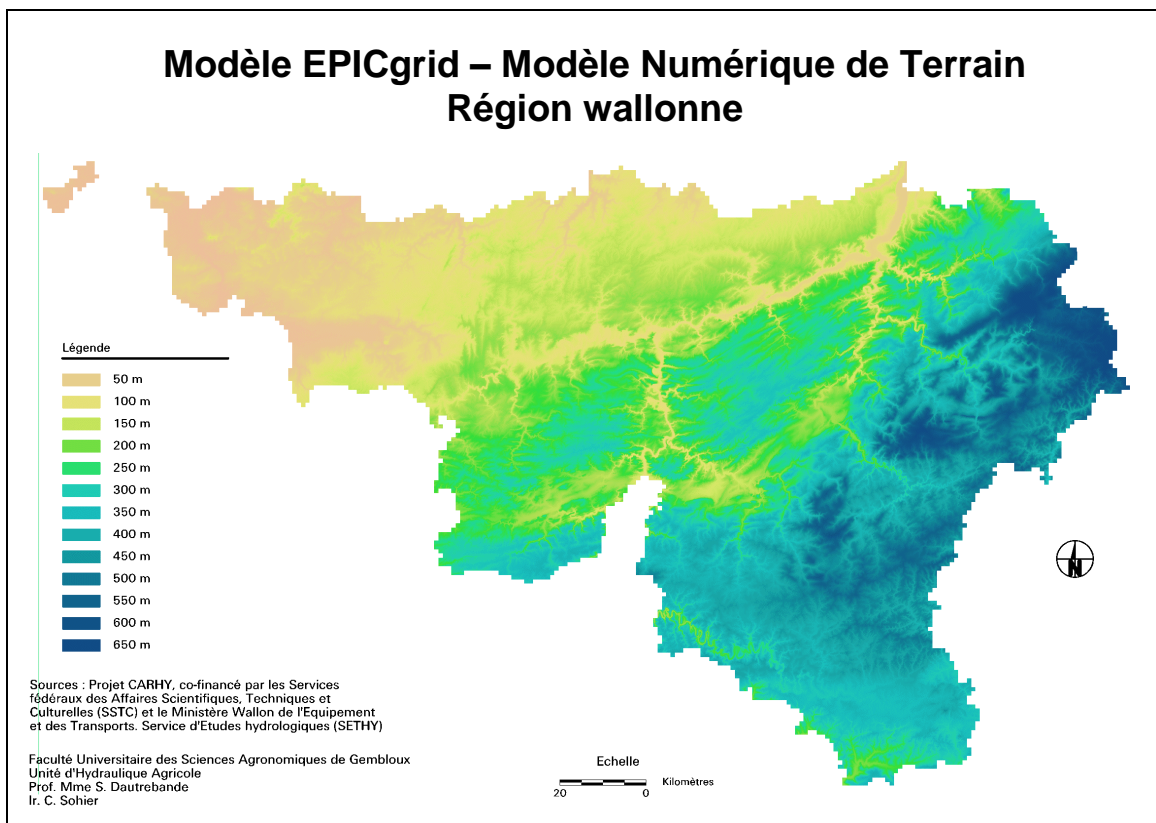 Modèle EPICgrid – Modèle Numérique de Terrain
Région wallonne
Légende
50 m
100 m
150 m
200 m
250 m
300 m
350 m
400 m
450 m
500 m
550 m
600 m
650 m
N
Sources : Projet CARHY, co-financé par les Services
fédéraux des Affaires Scientifiques, Techniques et
Culturelles (SSTC) et le Ministère Wallon de l'Equipement
et des Transports. Service d'Etudes hydrologiques (SETHY)
Faculté Universitaire des Sciences Agronomiques de Gembloux
Unité d'Hydraulique Agricole
Prof. Mme S. Dautrebande
Ir. C. Sohier
Echelle
Kilomètres
20 0